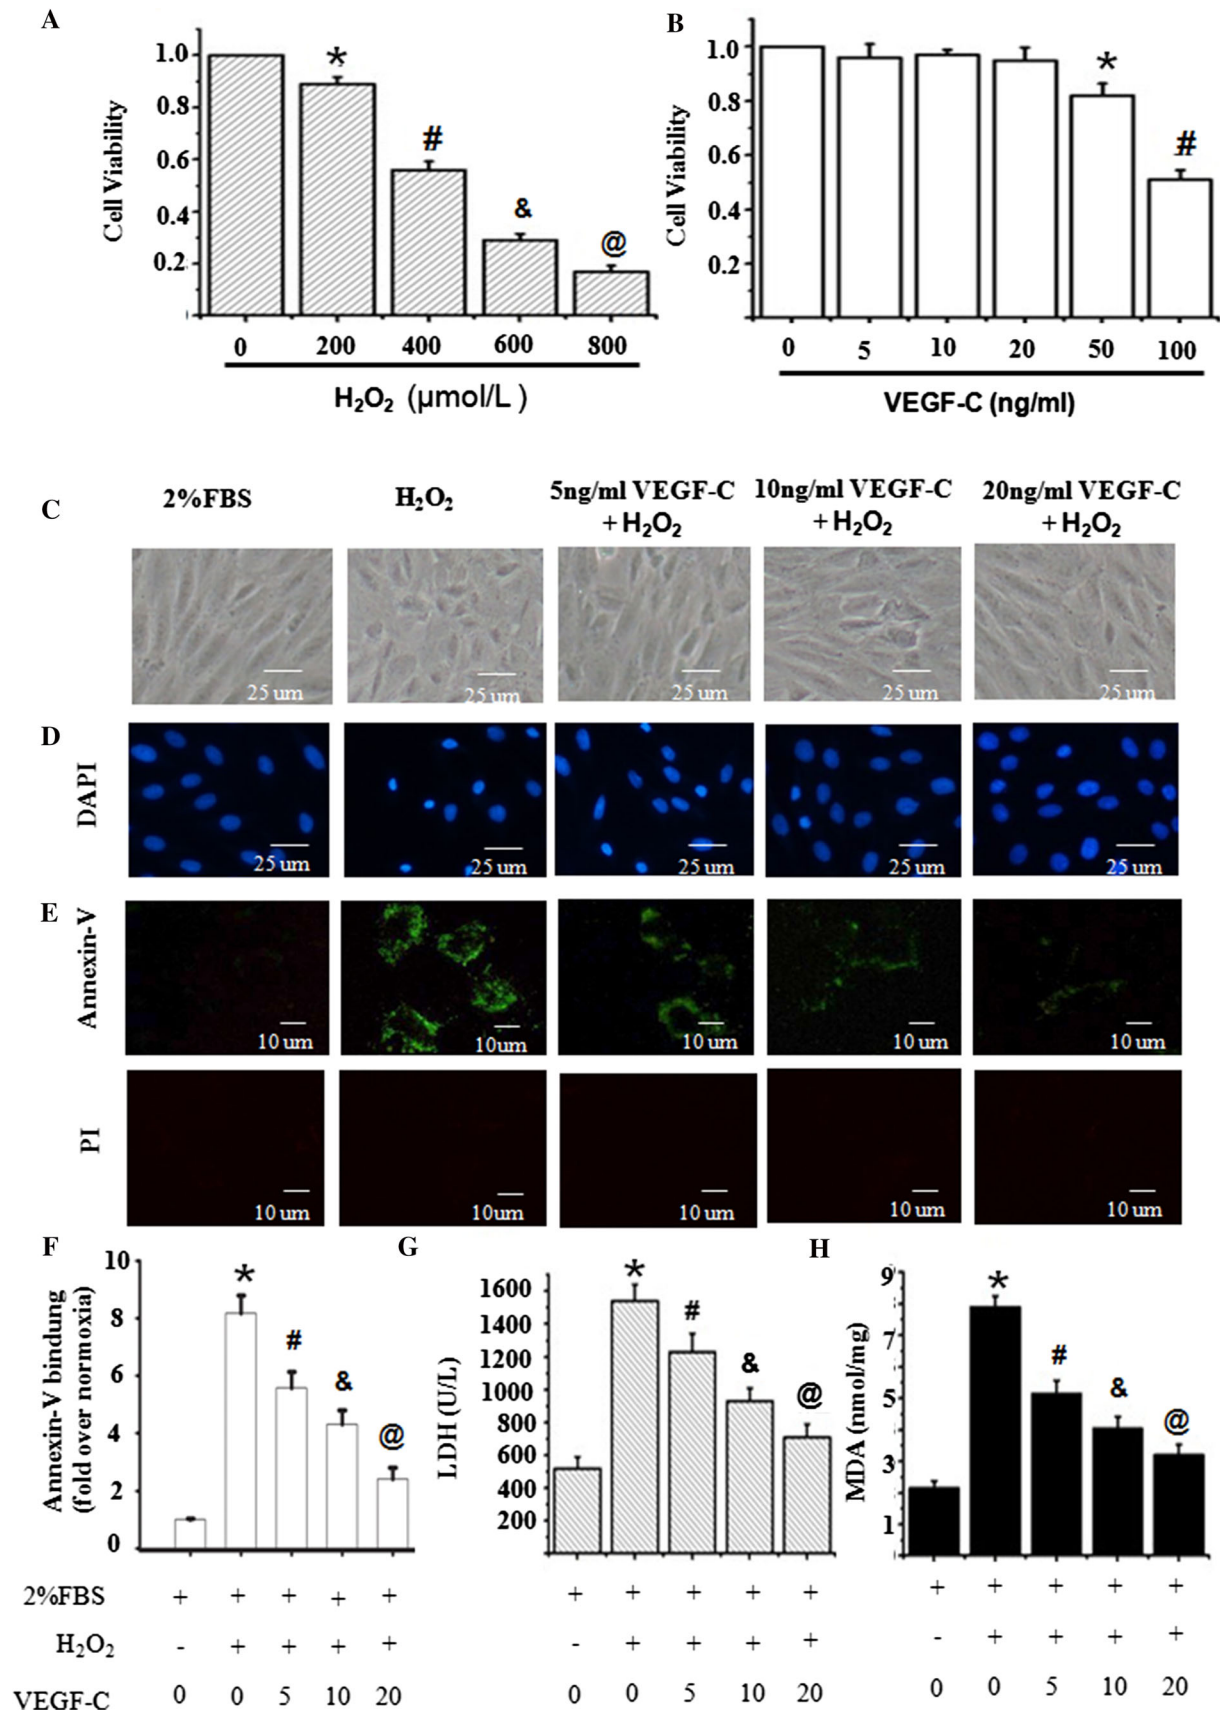 A
Cell Viability
1.0
0.8
0.6
0.4
0.2
*
#
&
@
0 200 400 600 800
H₂O₂ (μmol/L )
B
Cell Viability
1.0
0.8
0.6
0.4
0.2
*
#
0 5 10 20 50 100
VEGF-C (ng/ml)
C
2%FBS
H₂O₂
5ng/ml VEGF-C
+ H₂O₂
10ng/ml VEGF-C
+ H₂O₂
20ng/ml VEGF-C
+ H₂O₂
25 um 25 um 25 um 25 um 25 um
D
DAPI
25 um 25 um 25 um 25 um 25 um
E
Annexin-V
10 um 10um 10 um 10 um 10 um
PI
10 um 10um 10 um 10 um 10 um
F
Annexin-V bindung
(fold over normoxia)
10
8
6
4
2
0
*
#
&
@
G
LDH (U/L)
1600
1400
1200
1000
800
600
400
200
*
#
&
@
H
MDA (nmol/mg)
9
7
5
3
1
*
#
&
@
2%FBS + + + + + + + + + + + + + + +
H₂O₂ - + + + + - + + + + - + + + +
VEGF-C 0 0 5 10 20 0 0 5 10 20 0 0 5 10 20